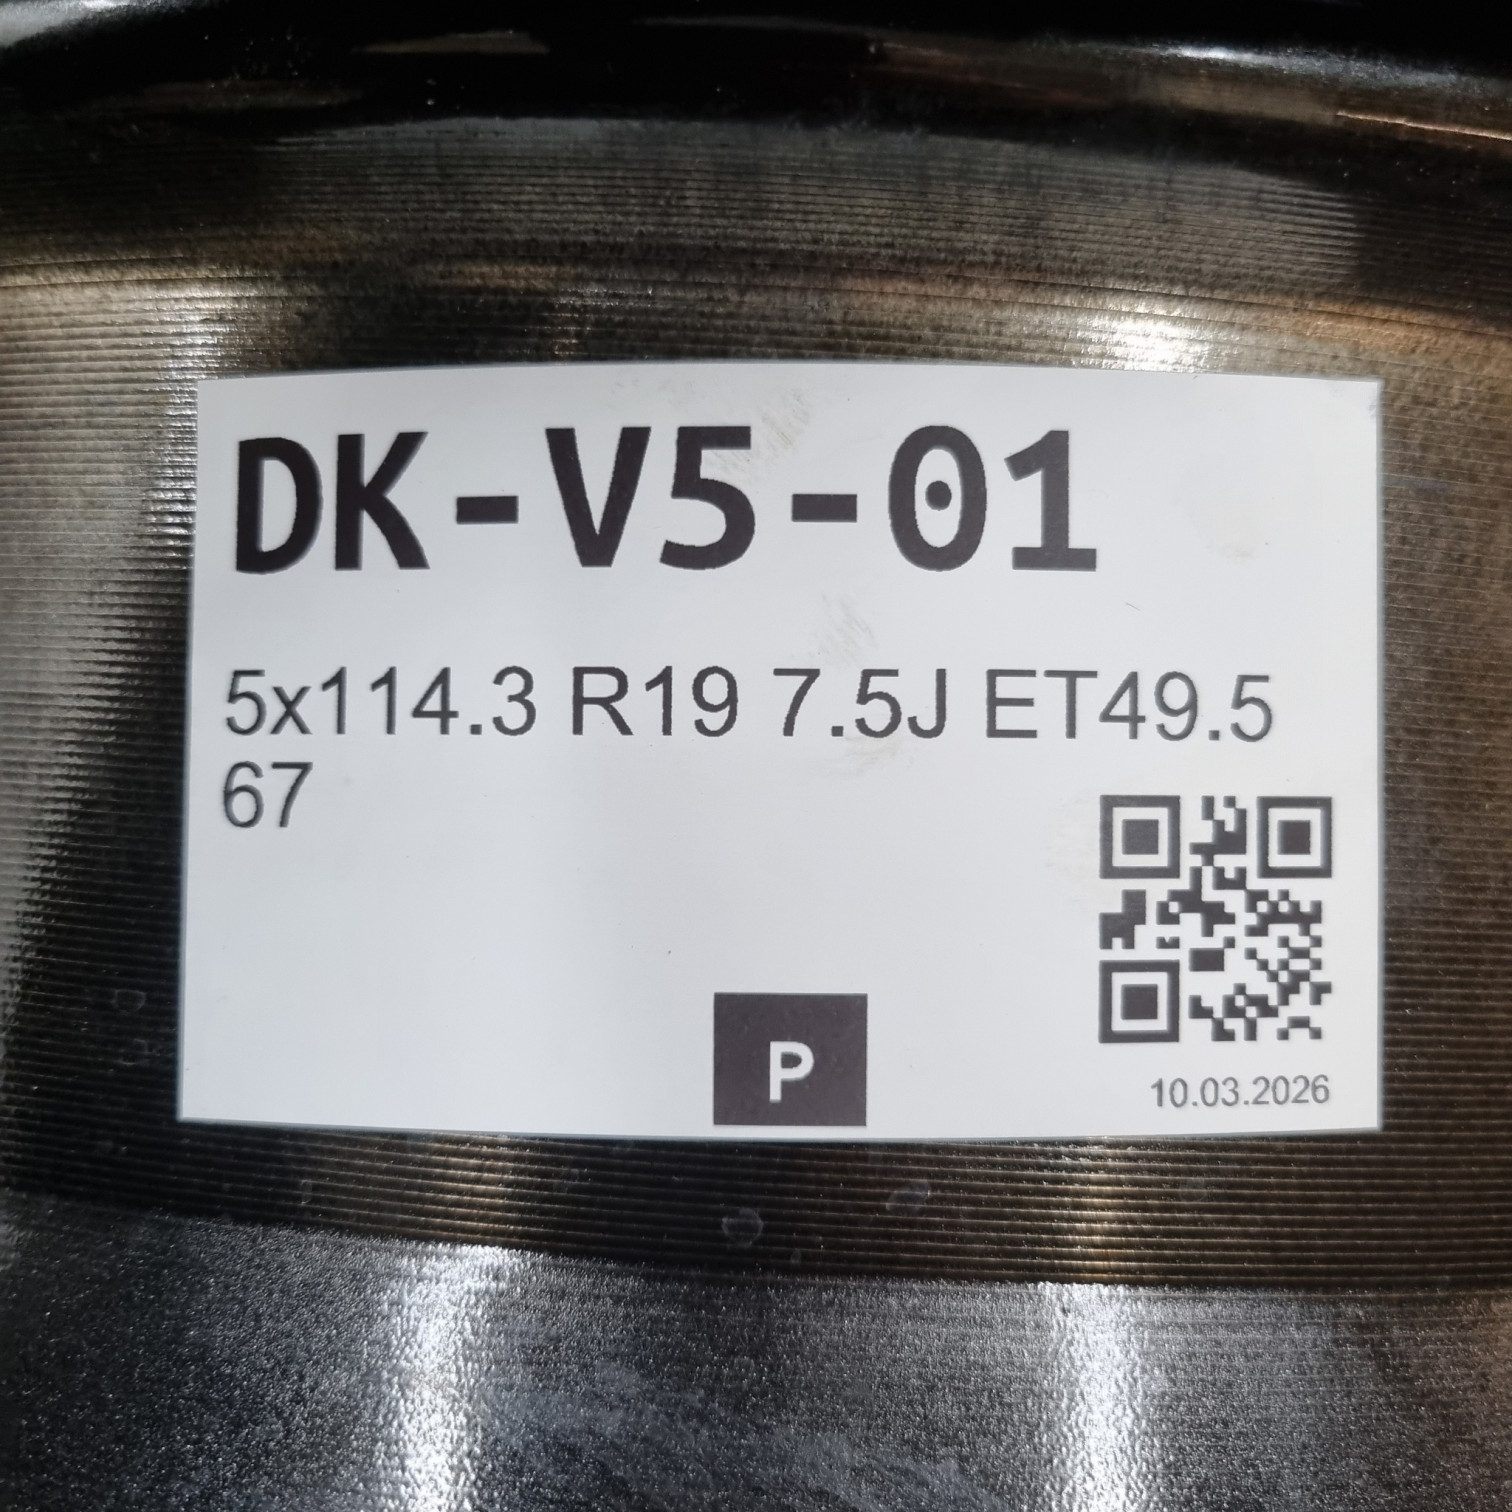 DK-V5-01
5x114.3 R19 7.5J ET49.5
67
P
10.03.2026